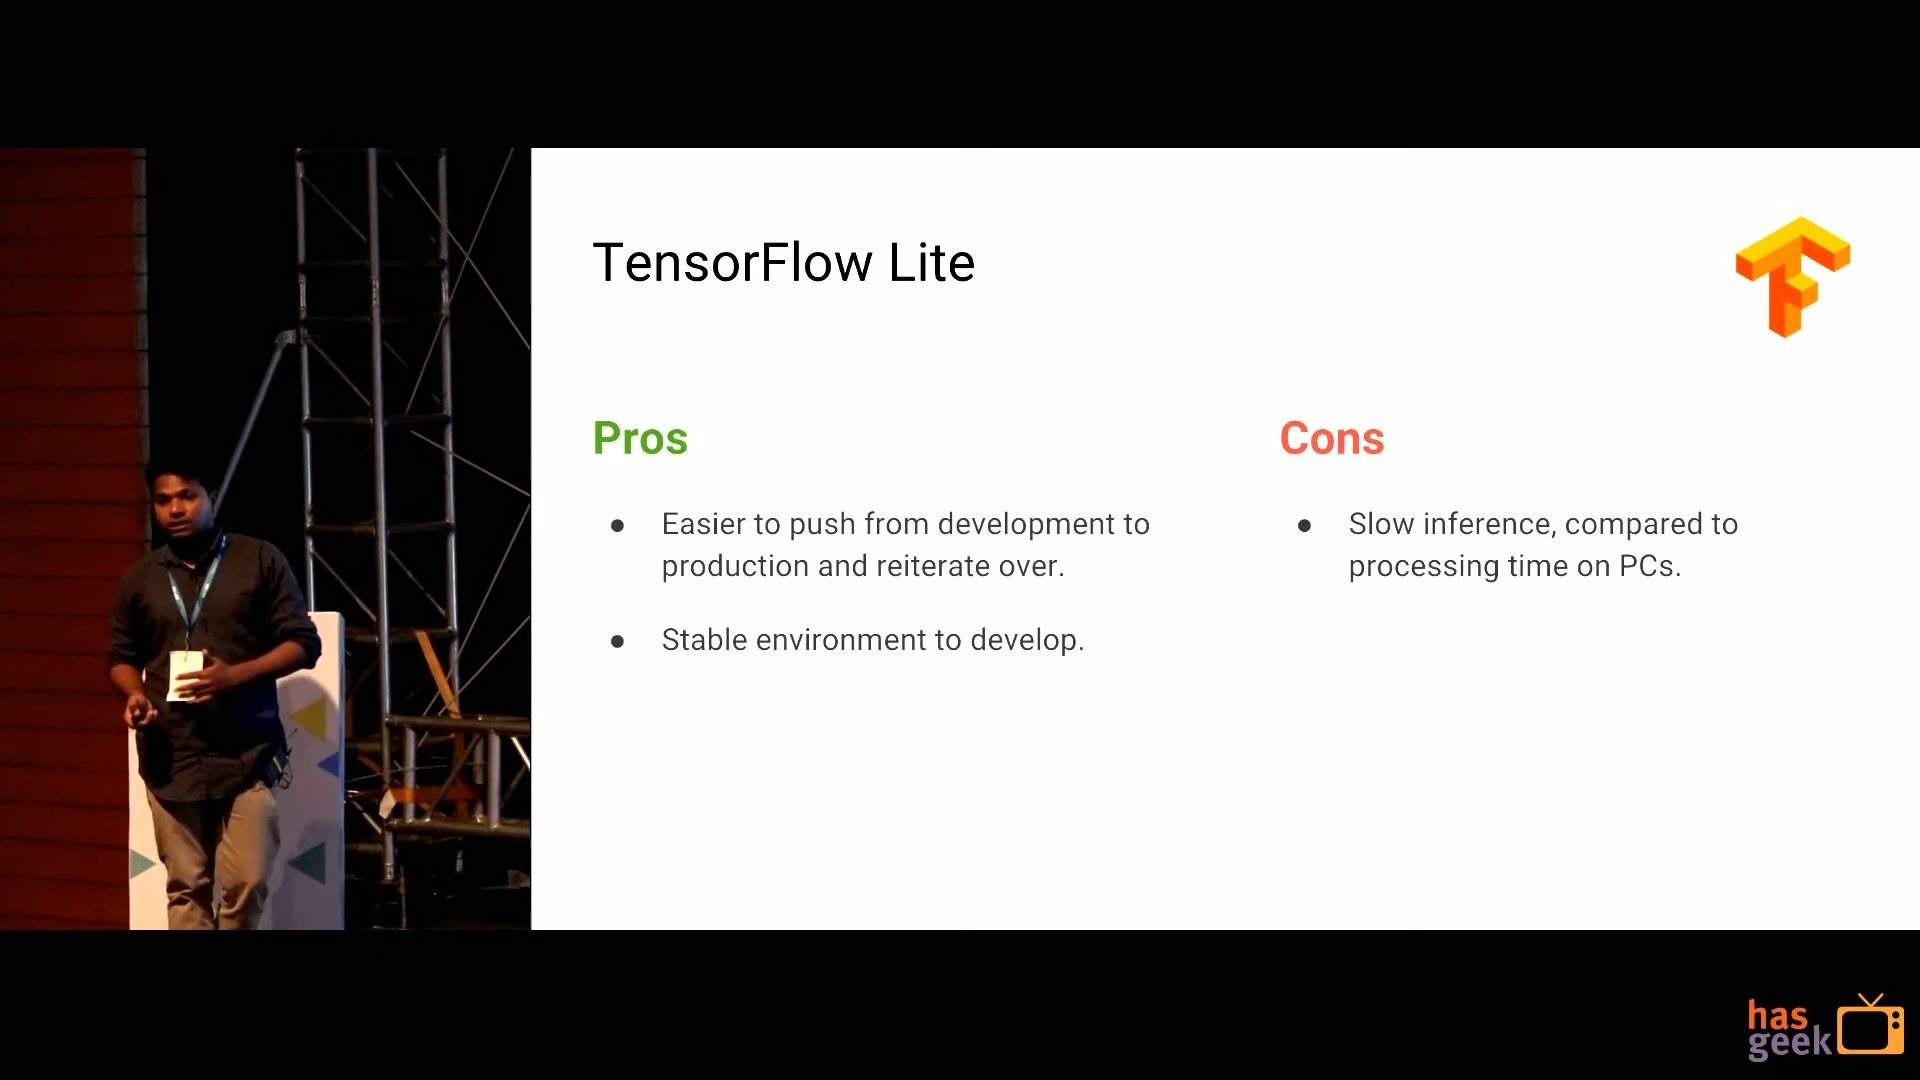 TensorFlow Lite
Pros
● Easier to push from development to
production and reiterate over.
● Stable environment to develop.
Cons
● Slow inference, compared to
processing time on PCs.
has
geek